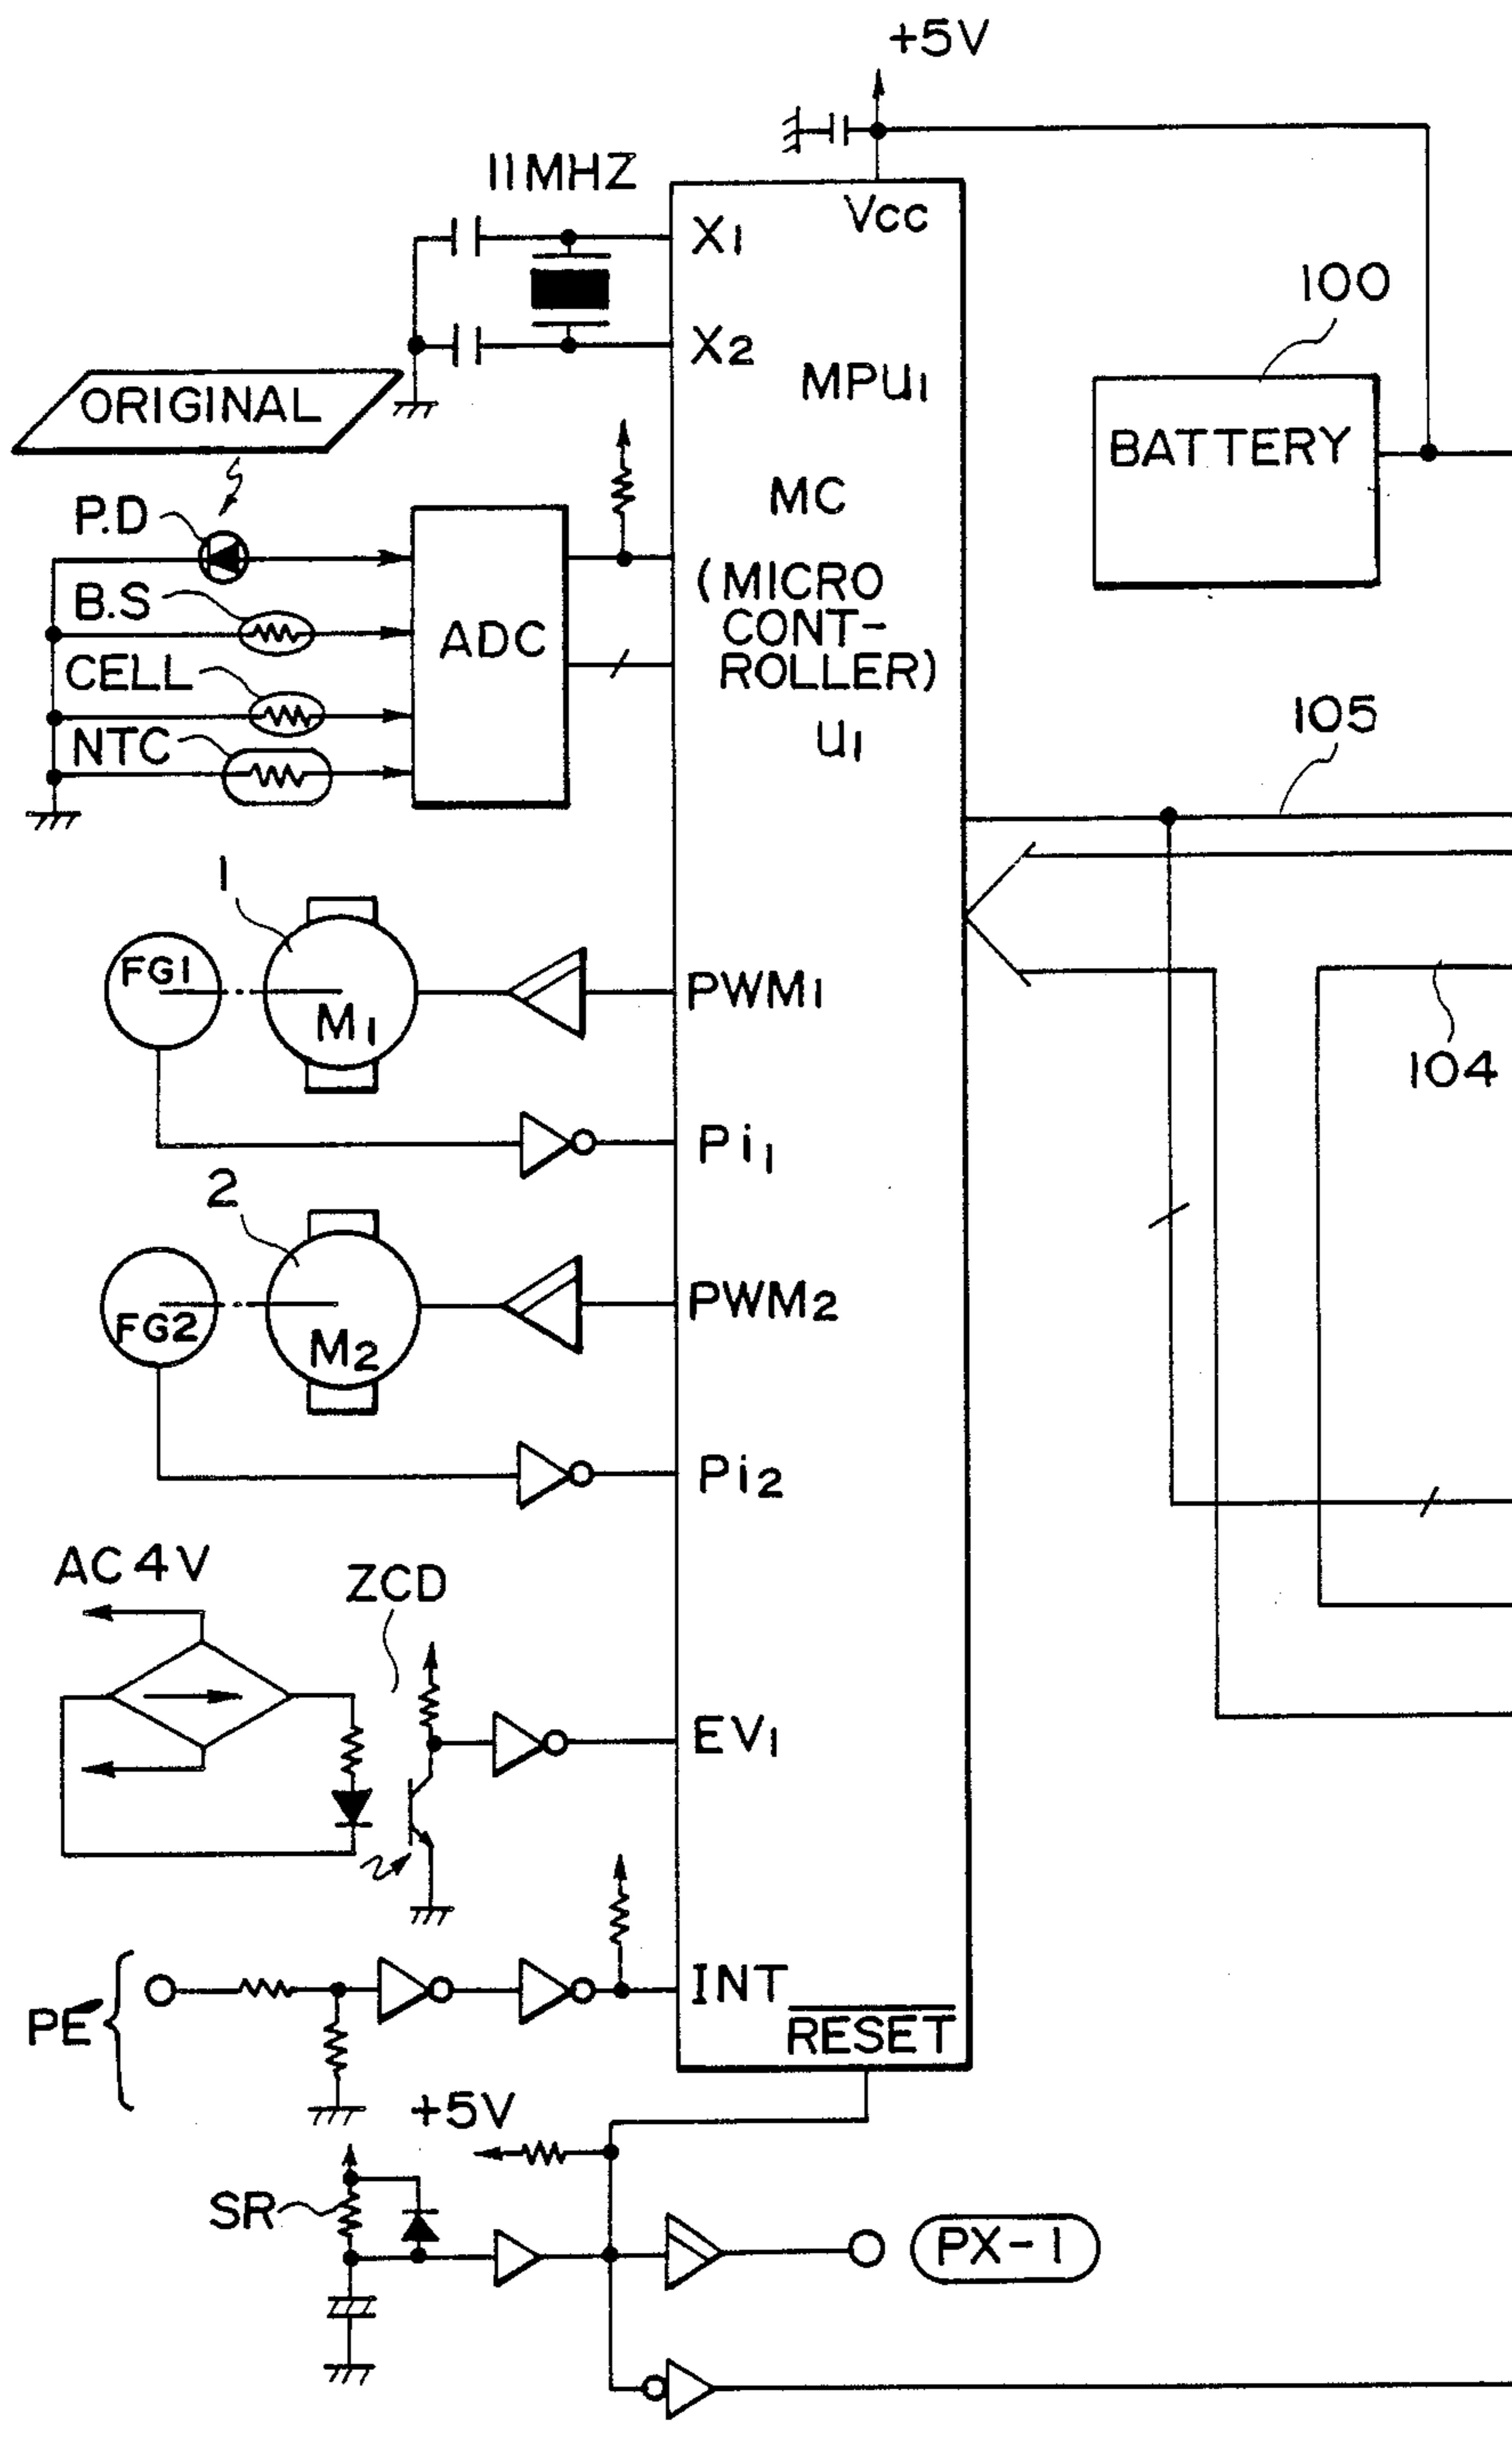 +5V
11MHZ
Vcc
X1
100
X2
MPU1
ORIGINAL
BATTERY
MC
P.D
(MICRO
CONT-
ROLLER)
B.S
ADC
CELL
105
NTC
U1
1
FG1
M1
PWM1
104
Pi1
2
FG2
M2
PWM2
Pi2
AC4V
ZCD
EV1
INT
PE
RESET
+5V
SR
PX-1